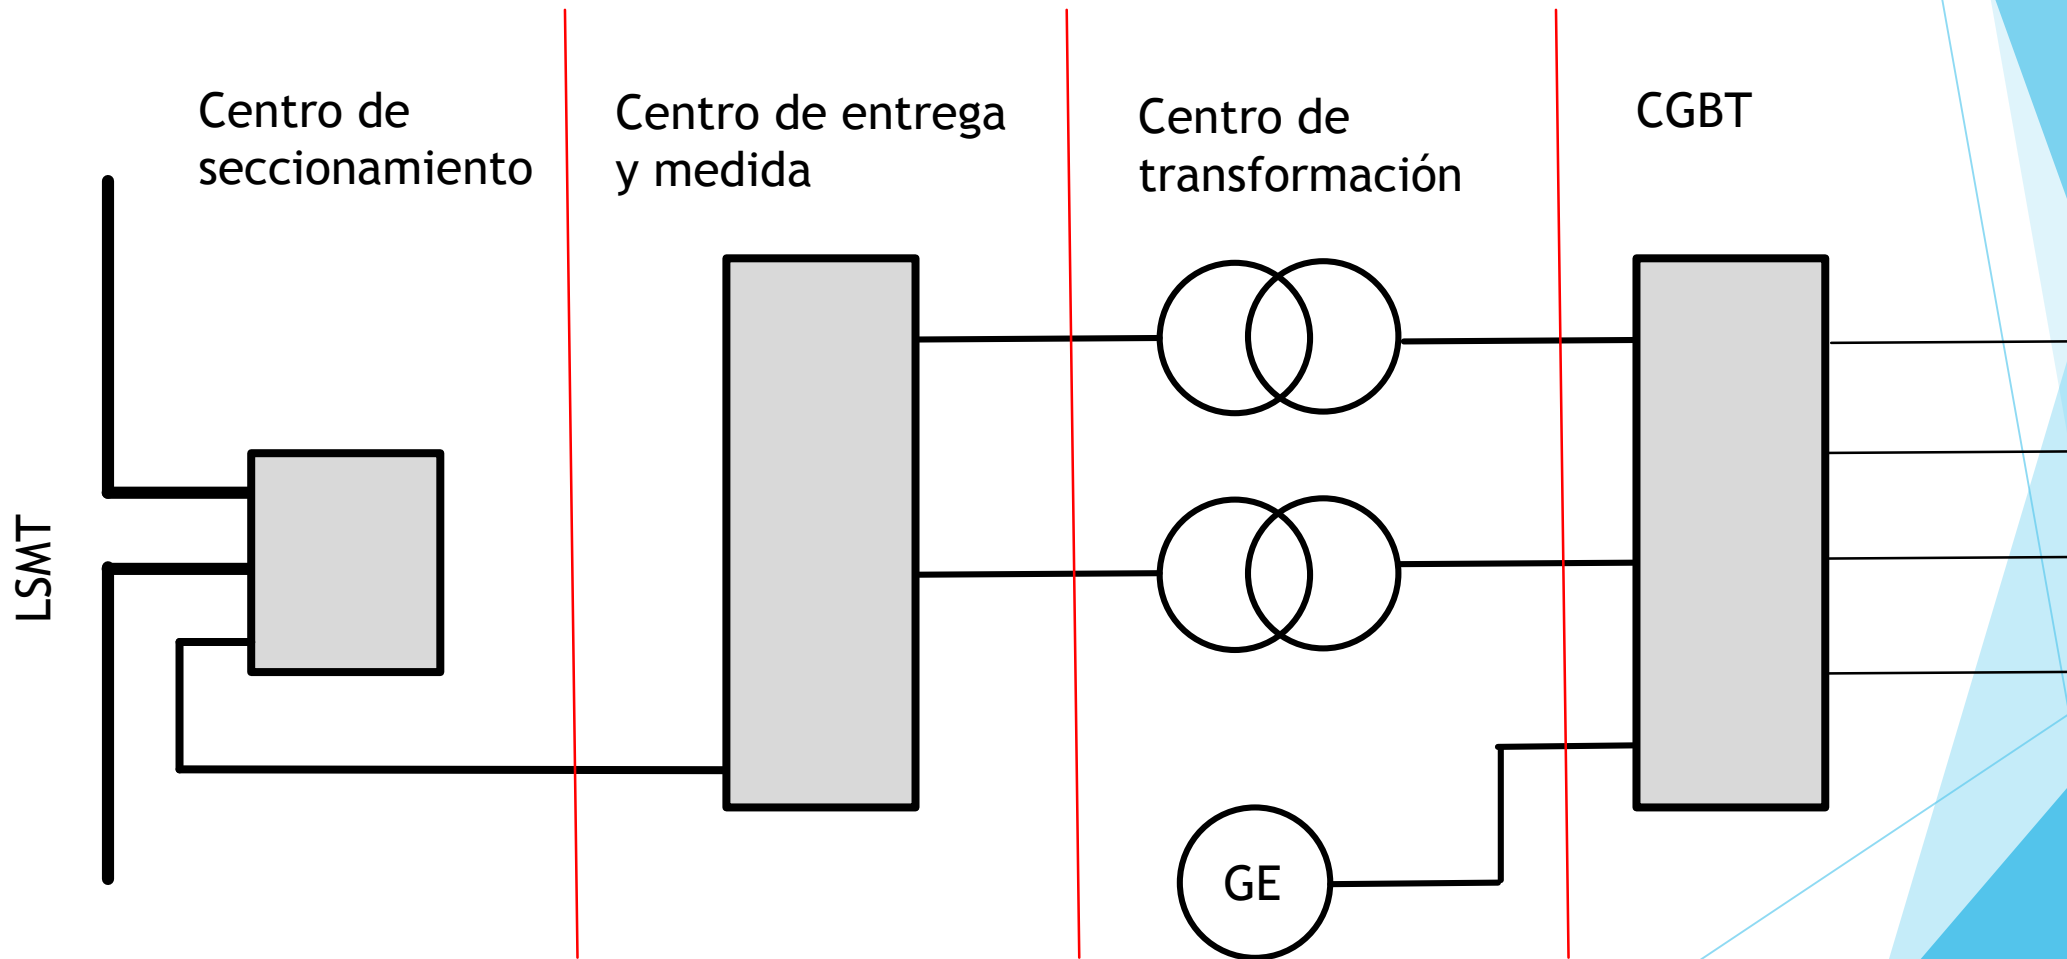 Centro de
seccionamiento
Centro de entrega
y medida
Centro de
transformación
CGBT
LSMT
GE